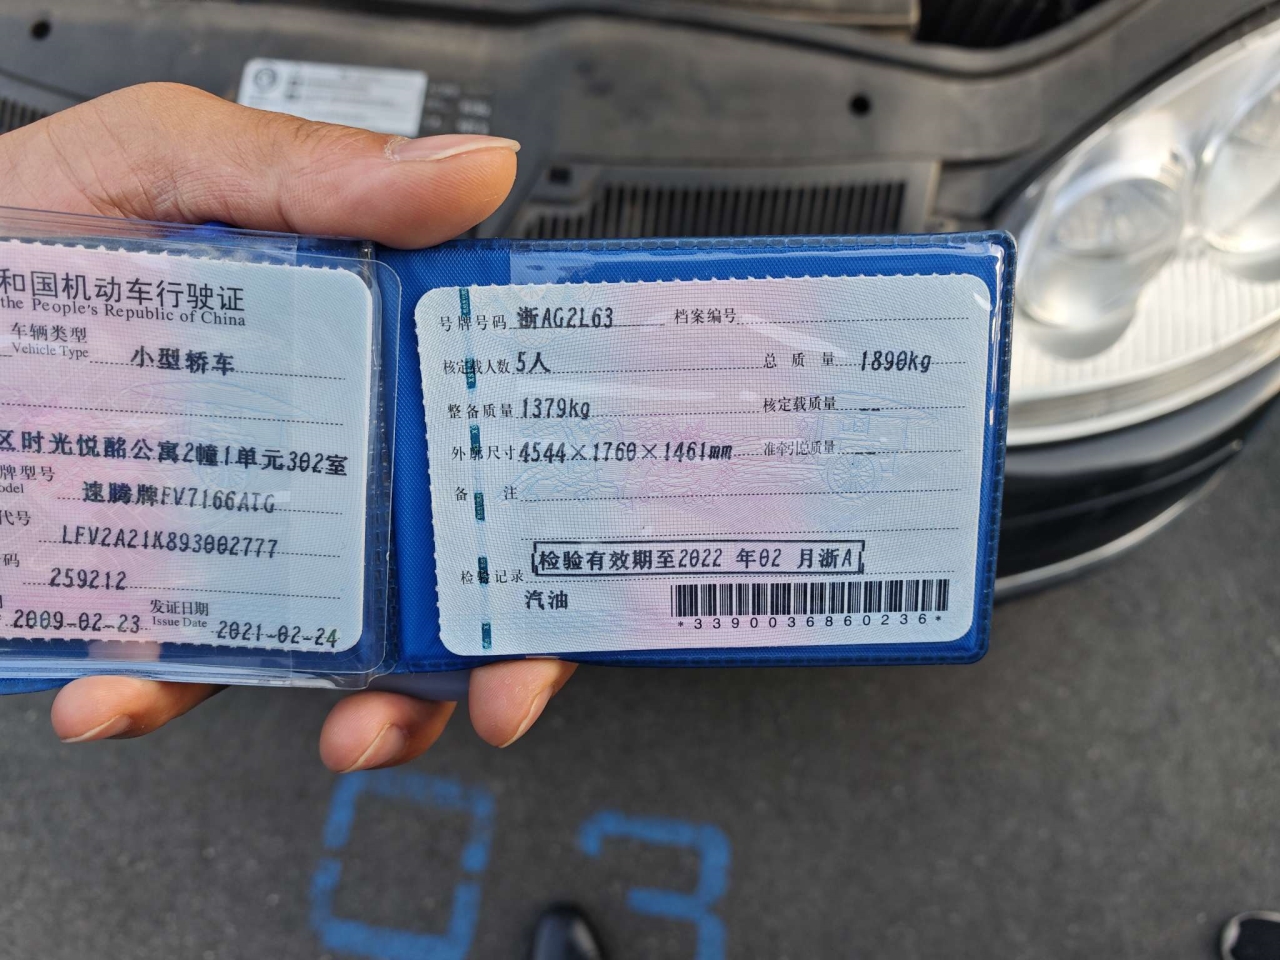 和国机动车行驶证
the People's Republic of China
车辆类型
Vehicle Type
小型轿车
区时光悦酩公寓2幢1单元302室
牌型号
odel
速腾牌FV7166ATG
代号
LFV2A21K893002777
码
259212
2009-02-23
发证日期
Issue Date
2021-02-24
号牌号码 浙AG2L63 档案编号
核定载人数 5人 总质量 1890kg
整备质量 1379kg 核定载质量 --
外廓尺寸 4544×1760×1461mm 准牵引总质量 --
备注
检验记录 检验有效期至2022 年02 月浙A
汽油
*3390036860236*
03